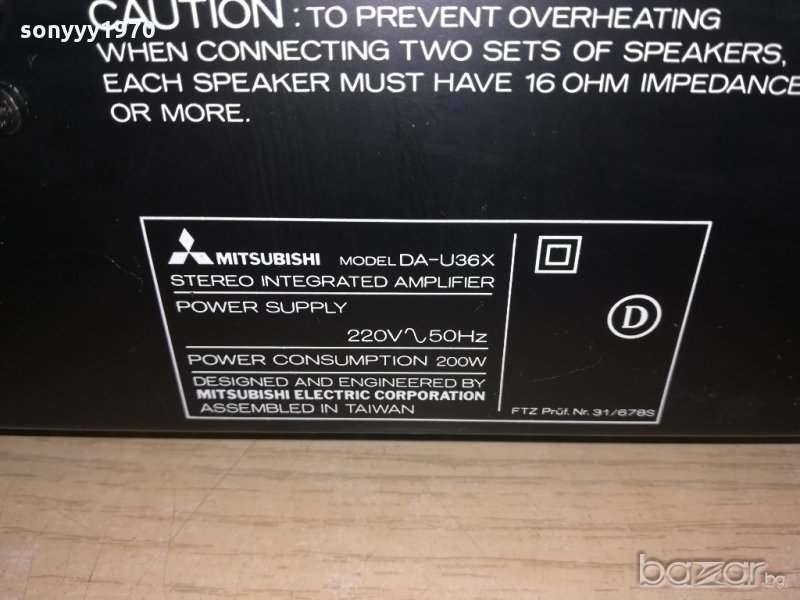 sonyyy1970
CAUTION : TO PREVENT OVERHEATING
WHEN CONNECTING TWO SETS OF SPEAKERS,
EACH SPEAKER MUST HAVE 16 OHM IMPEDANCE
OR MORE.
MITSUBISHI MODEL DA-U36X
STEREO INTEGRATED AMPLIFIER
POWER SUPPLY
220V∿50Hz
POWER CONSUMPTION 200W
DESIGNED AND ENGINEERED BY
MITSUBISHI ELECTRIC CORPORATION
ASSEMBLED IN TAIWAN
D
FTZ Prüf. Nr. 31/678S
bazar.bg